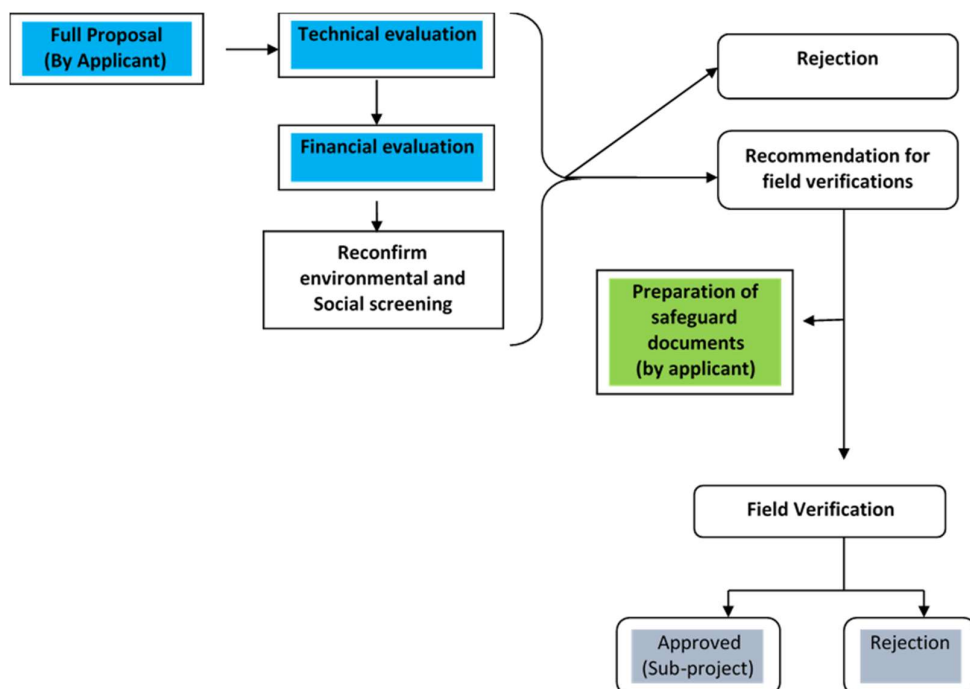 Full Proposal
(By Applicant)
Technical evaluation
Financial evaluation
Reconfirm
environmental and
Social screening
Rejection
Recommendation for
field verifications
Preparation of
safeguard
documents
(by applicant)
Field Verification
Approved
(Sub-project)
Rejection